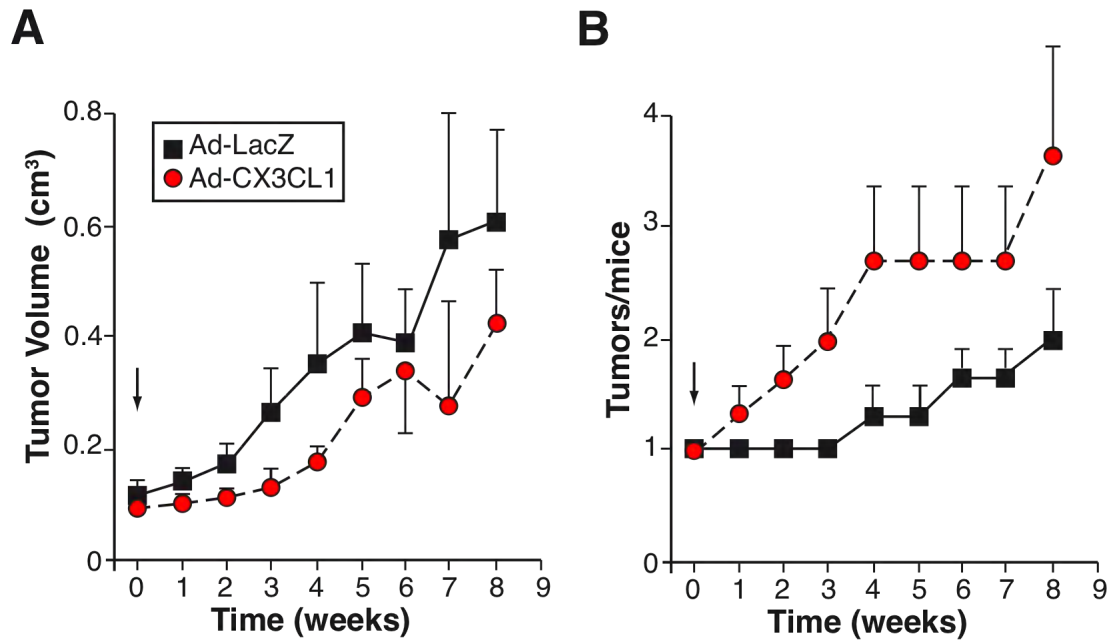 A
B
Tumor Volume (cm³)
0.8
0.6
0.4
0.2
0
Ad-LacZ
Ad-CX3CL1
0 1 2 3 4 5 6 7 8 9
Time (weeks)
Tumors/mice
4
3
2
1
0
0 1 2 3 4 5 6 7 8 9
Time (weeks)